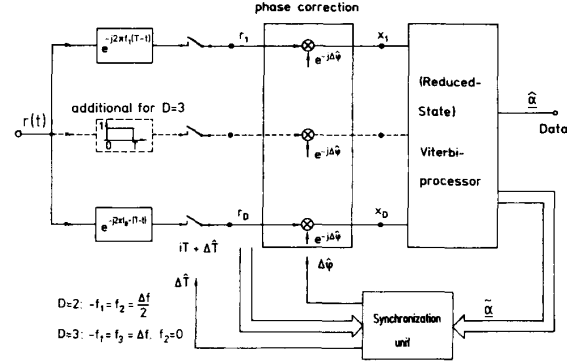 phase correction
e^{-j2πf₁(T-t)}
r₁
e^{-jΔφ̂}
x₁
additional for D=3
r(t)
1
0
T
e^{-jΔφ̂}
(Reduced-
State)
Viterbi-
processor
α̂
Data
r_D
e^{-jΔφ̂}
x_D
iT + ΔT̂
ΔT̂
Δφ̂
α̃
D=2: -f₁ = f₂ = Δf/2
D=3: -f₁ = f₃ = Δf, f₂=0
Synchronization
unit